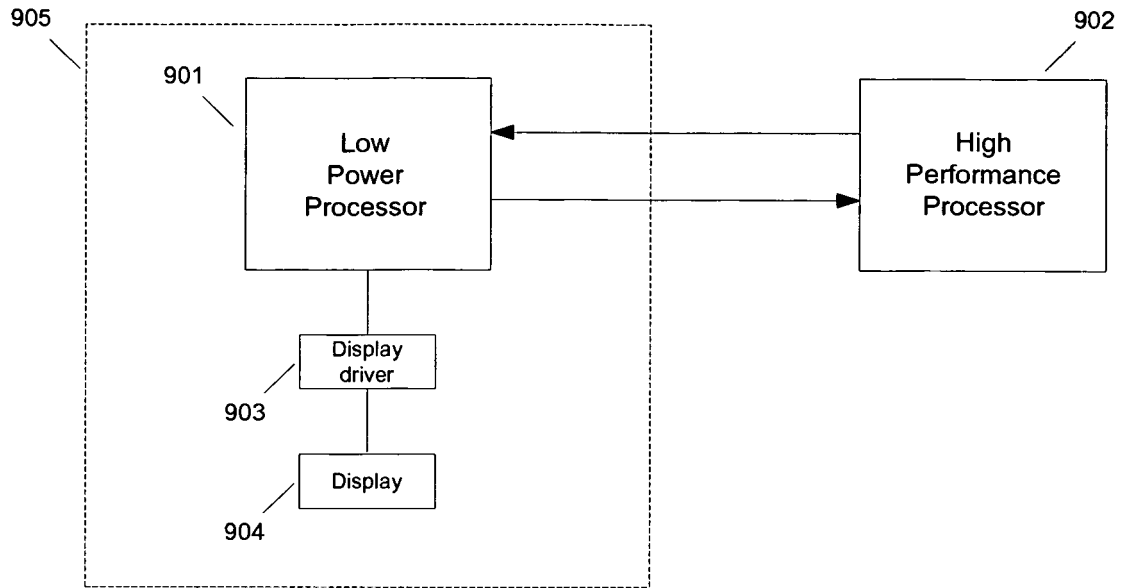 905
902
901
Low
Power
Processor
High
Performance
Processor
Display
driver
903
Display
904